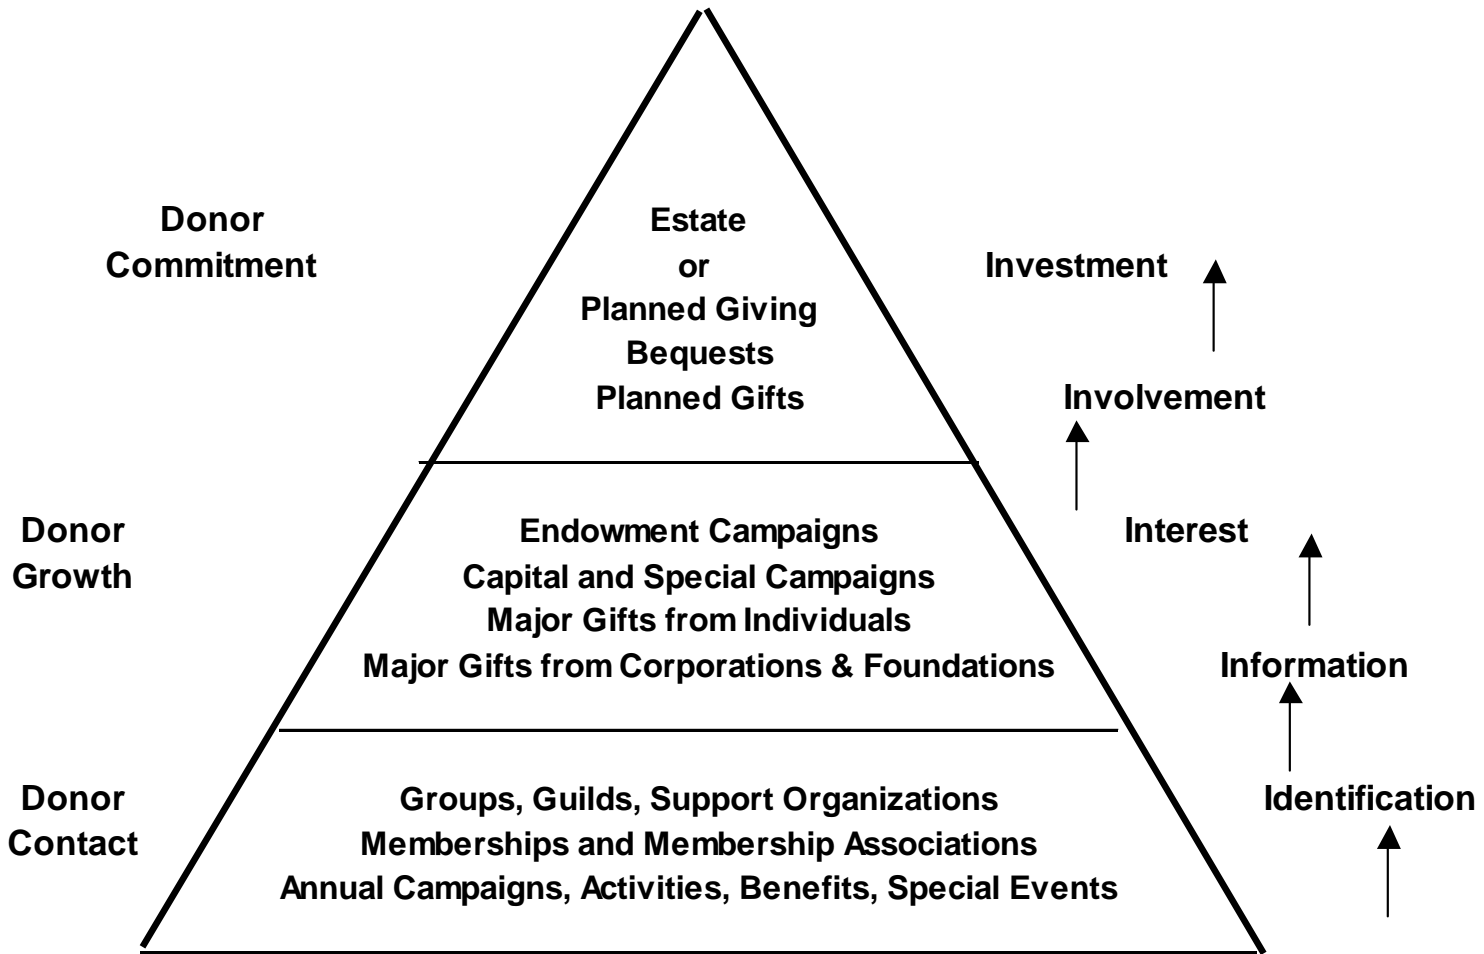 Donor
Commitment
Estate
or
Planned Giving
Bequests
Planned Gifts
Investment
Involvement
Donor
Growth
Endowment Campaigns
Capital and Special Campaigns
Major Gifts from Individuals
Major Gifts from Corporations & Foundations
Interest
Information
Donor
Contact
Groups, Guilds, Support Organizations
Memberships and Membership Associations
Annual Campaigns, Activities, Benefits, Special Events
Identification